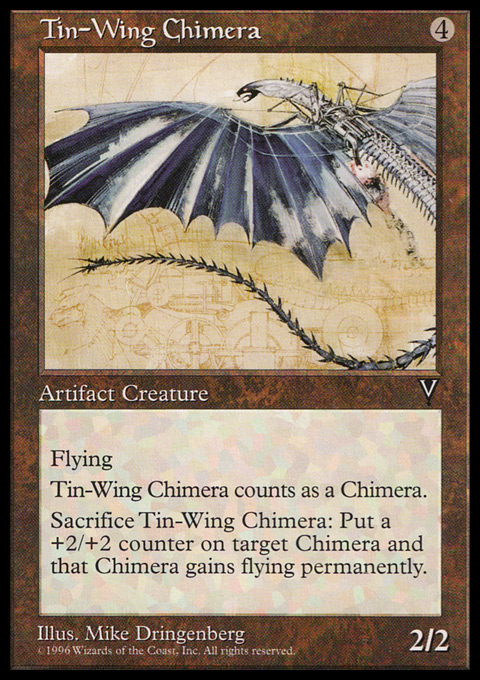 Tin-Wing Chimera 4
Artifact Creature V
Flying
Tin-Wing Chimera counts as a Chimera.
Sacrifice Tin-Wing Chimera: Put a
+2/+2 counter on target Chimera and
that Chimera gains flying permanently.
Illus. Mike Dringenberg
©1996 Wizards of the Coast, Inc. All rights reserved.
2/2